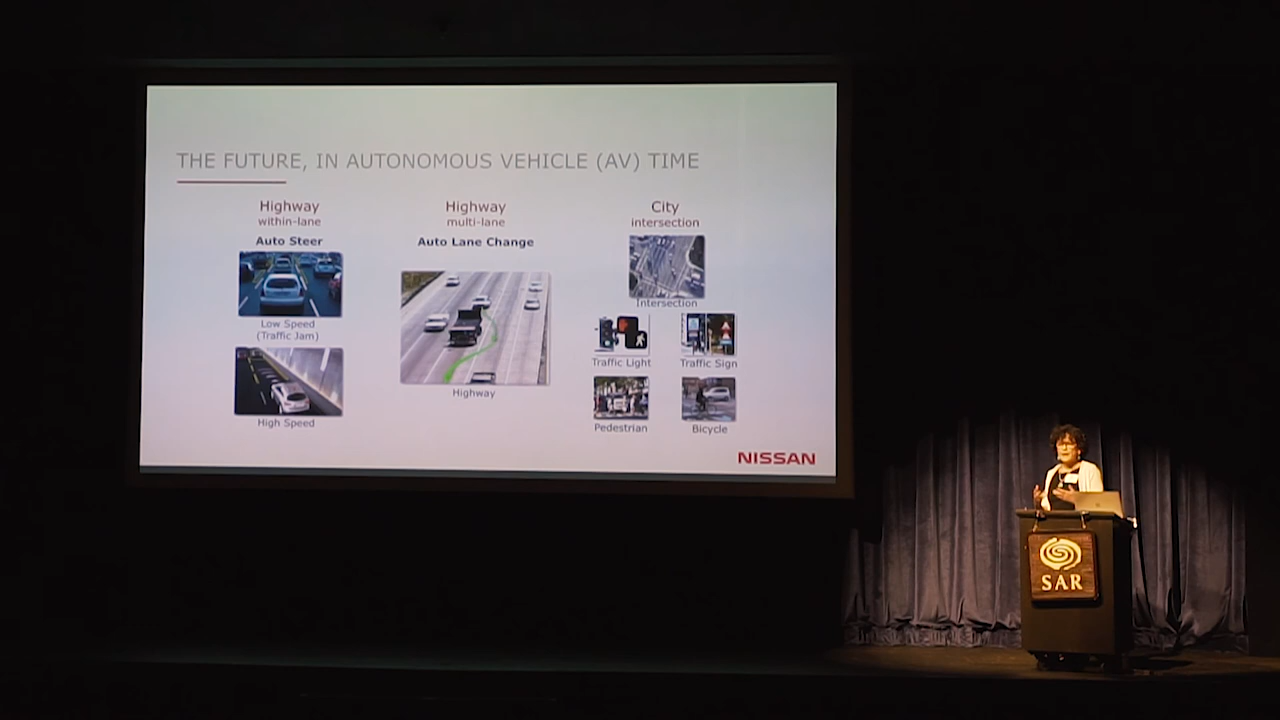 THE FUTURE, IN AUTONOMOUS VEHICLE (AV) TIME
Highway
within-lane
Auto Steer
Low Speed
(Traffic Jam)
High Speed
Highway
multi-lane
Auto Lane Change
Highway
City
intersection
Intersection
Traffic Light
Traffic Sign
Pedestrian
Bicycle
NISSAN
SAR